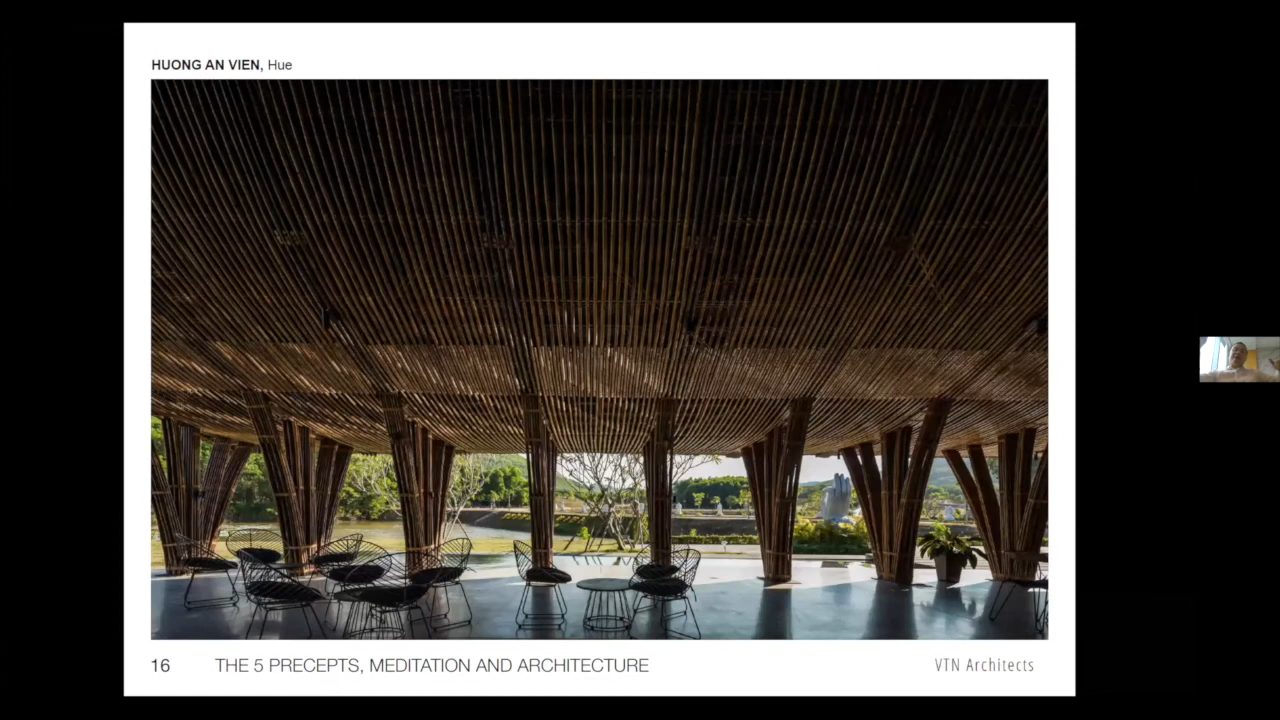 HUONG AN VIEN, Hue
16 THE 5 PRECEPTS, MEDITATION AND ARCHITECTURE VTN Architects